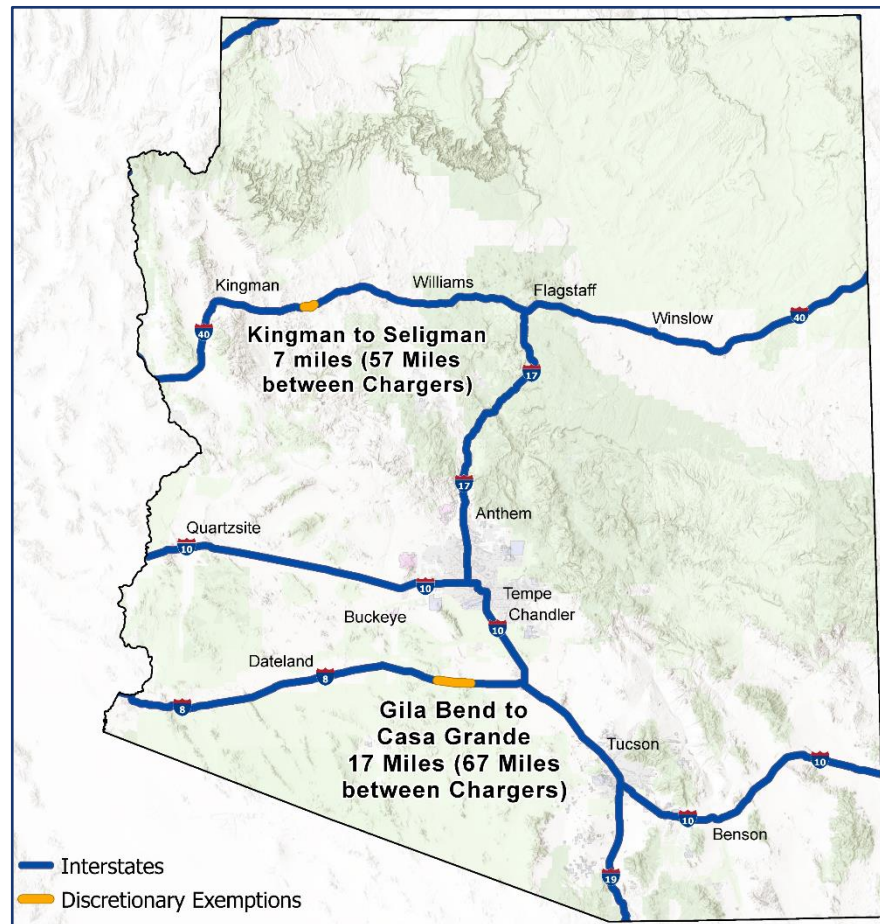 Kingman
Williams
Flagstaff
Winslow
40
40
Kingman to Seligman
7 miles (57 Miles
between Chargers)
17
17
Anthem
Quartzsite
10
10
Tempe
Chandler
Buckeye
10
Dateland
8
8
Gila Bend to
Casa Grande
17 Miles (67 Miles
between Chargers)
Tucson
10
10
Benson
19
Interstates
Discretionary Exemptions